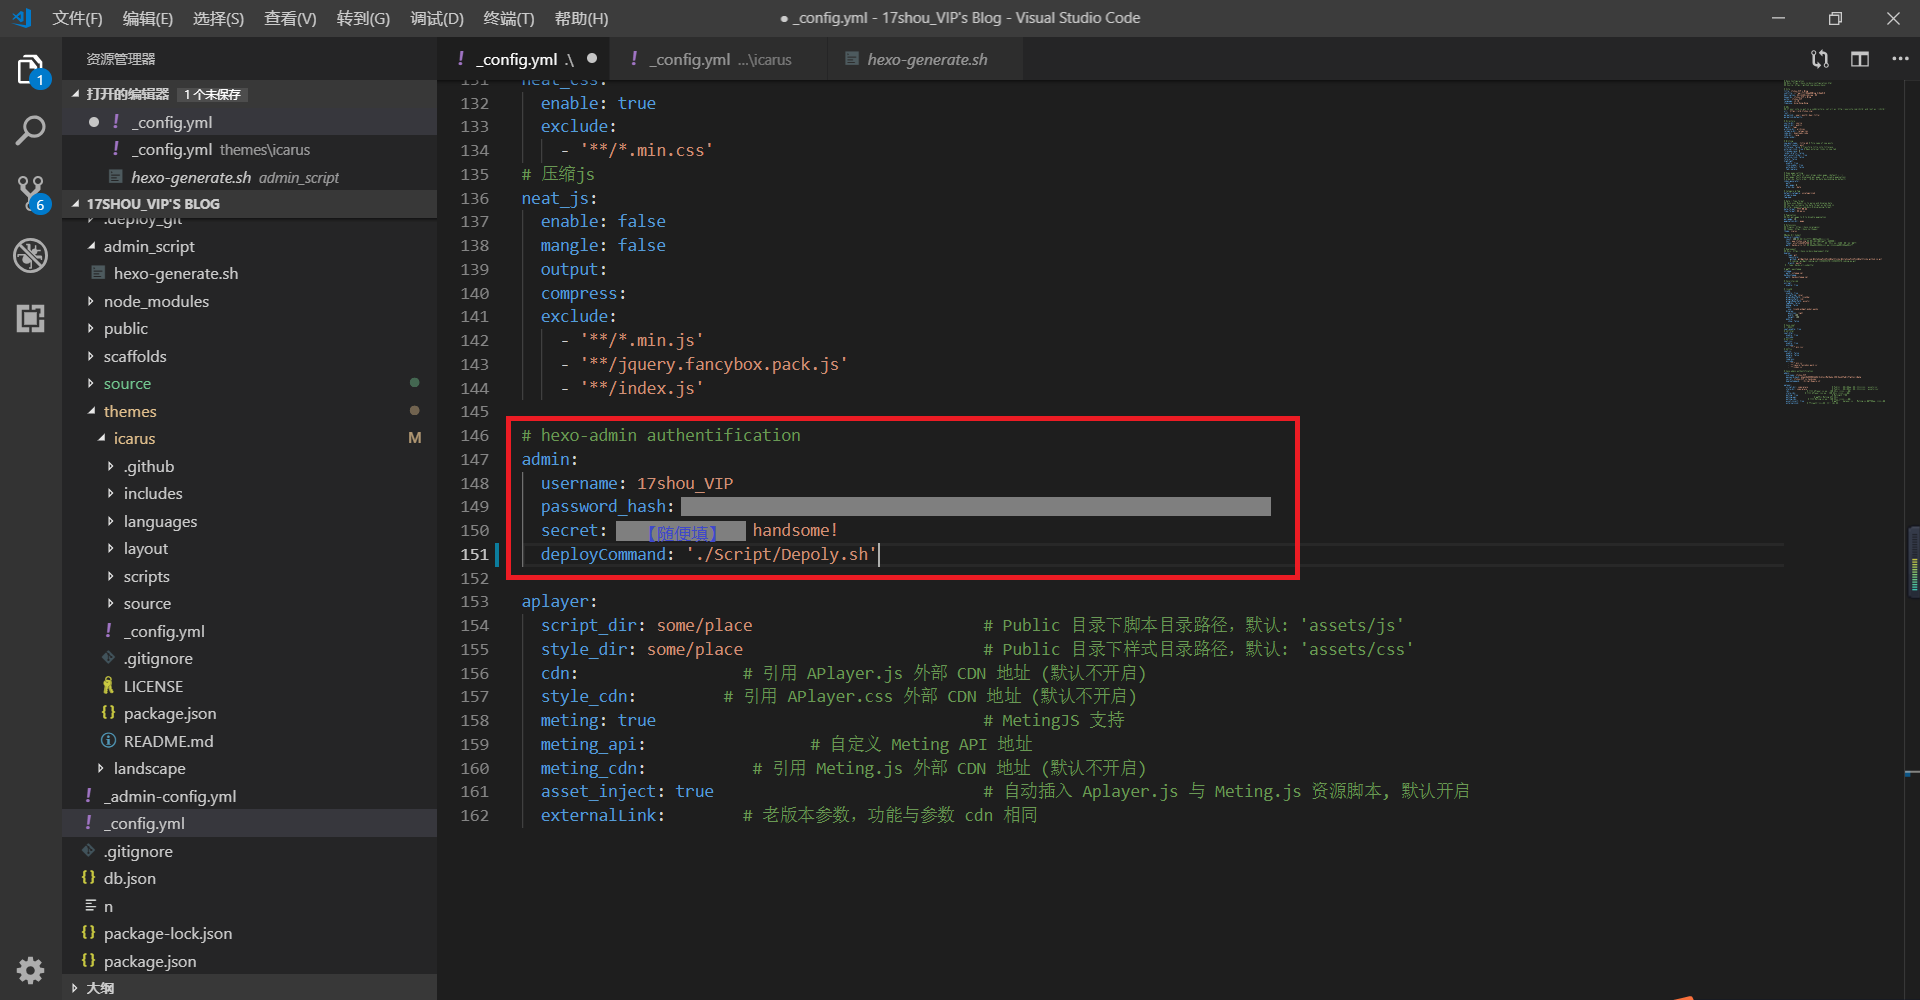 文件(F) 编辑(E) 选择(S) 查看(V) 转到(G) 调试(D) 终端(T) 帮助(H)
● _config.yml - 17shou_VIP's Blog - Visual Studio Code
资源管理器
打开的编辑器 1 个未保存
! _config.yml
! _config.yml themes\icarus
hexo-generate.sh admin_script
17SHOU_VIP'S BLOG
.deploy_git
admin_script
hexo-generate.sh
node_modules
public
scaffolds
source
themes
icarus M
.github
includes
languages
layout
scripts
source
! _config.yml
.gitignore
LICENSE
{} package.json
README.md
landscape
! _admin-config.yml
! _config.yml
.gitignore
{} db.json
n
{} package-lock.json
{} package.json
大纲
1
6
! _config.yml .\ ●
! _config.yml ...\icarus
hexo-generate.sh
131 neat_css:
132 enable: true
133 exclude:
134 - '**/*.min.css'
135 # 压缩js
136 neat_js:
137 enable: false
138 mangle: false
139 output:
140 compress:
141 exclude:
142 - '**/*.min.js'
143 - '**/jquery.fancybox.pack.js'
144 - '**/index.js'
145
146 # hexo-admin authentification
147 admin:
148 username: 17shou_VIP
149 password_hash:
150 secret: 【随便填】 handsome!
151 deployCommand: './Script/Depoly.sh'
152
153 aplayer:
154 script_dir: some/place # Public 目录下脚本目录路径，默认: 'assets/js'
155 style_dir: some/place # Public 目录下样式目录路径，默认: 'assets/css'
156 cdn: # 引用 APlayer.js 外部 CDN 地址 (默认不开启)
157 style_cdn: # 引用 APlayer.css 外部 CDN 地址 (默认不开启)
158 meting: true # MetingJS 支持
159 meting_api: # 自定义 Meting API 地址
160 meting_cdn: # 引用 Meting.js 外部 CDN 地址 (默认不开启)
161 asset_inject: true # 自动插入 Aplayer.js 与 Meting.js 资源脚本, 默认开启
162 externalLink: # 老版本参数，功能与参数 cdn 相同